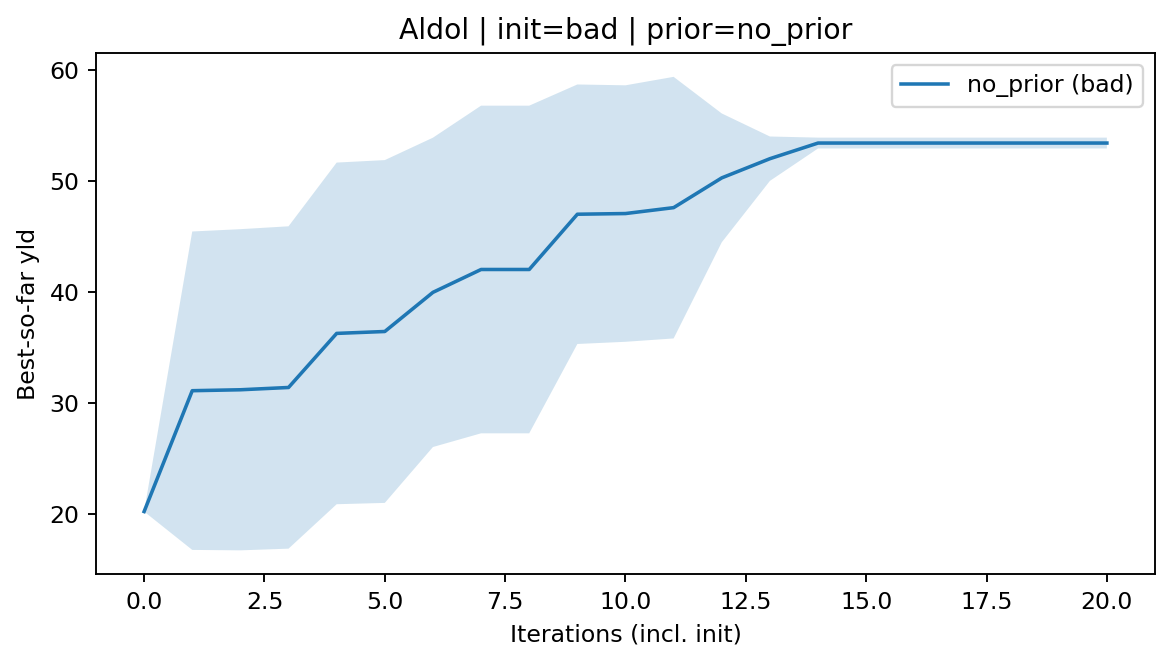 Aldol | init=bad | prior=no_prior
no_prior (bad)
Best-so-far yld
60
50
40
30
20
0.0 2.5 5.0 7.5 10.0 12.5 15.0 17.5 20.0
Iterations (incl. init)